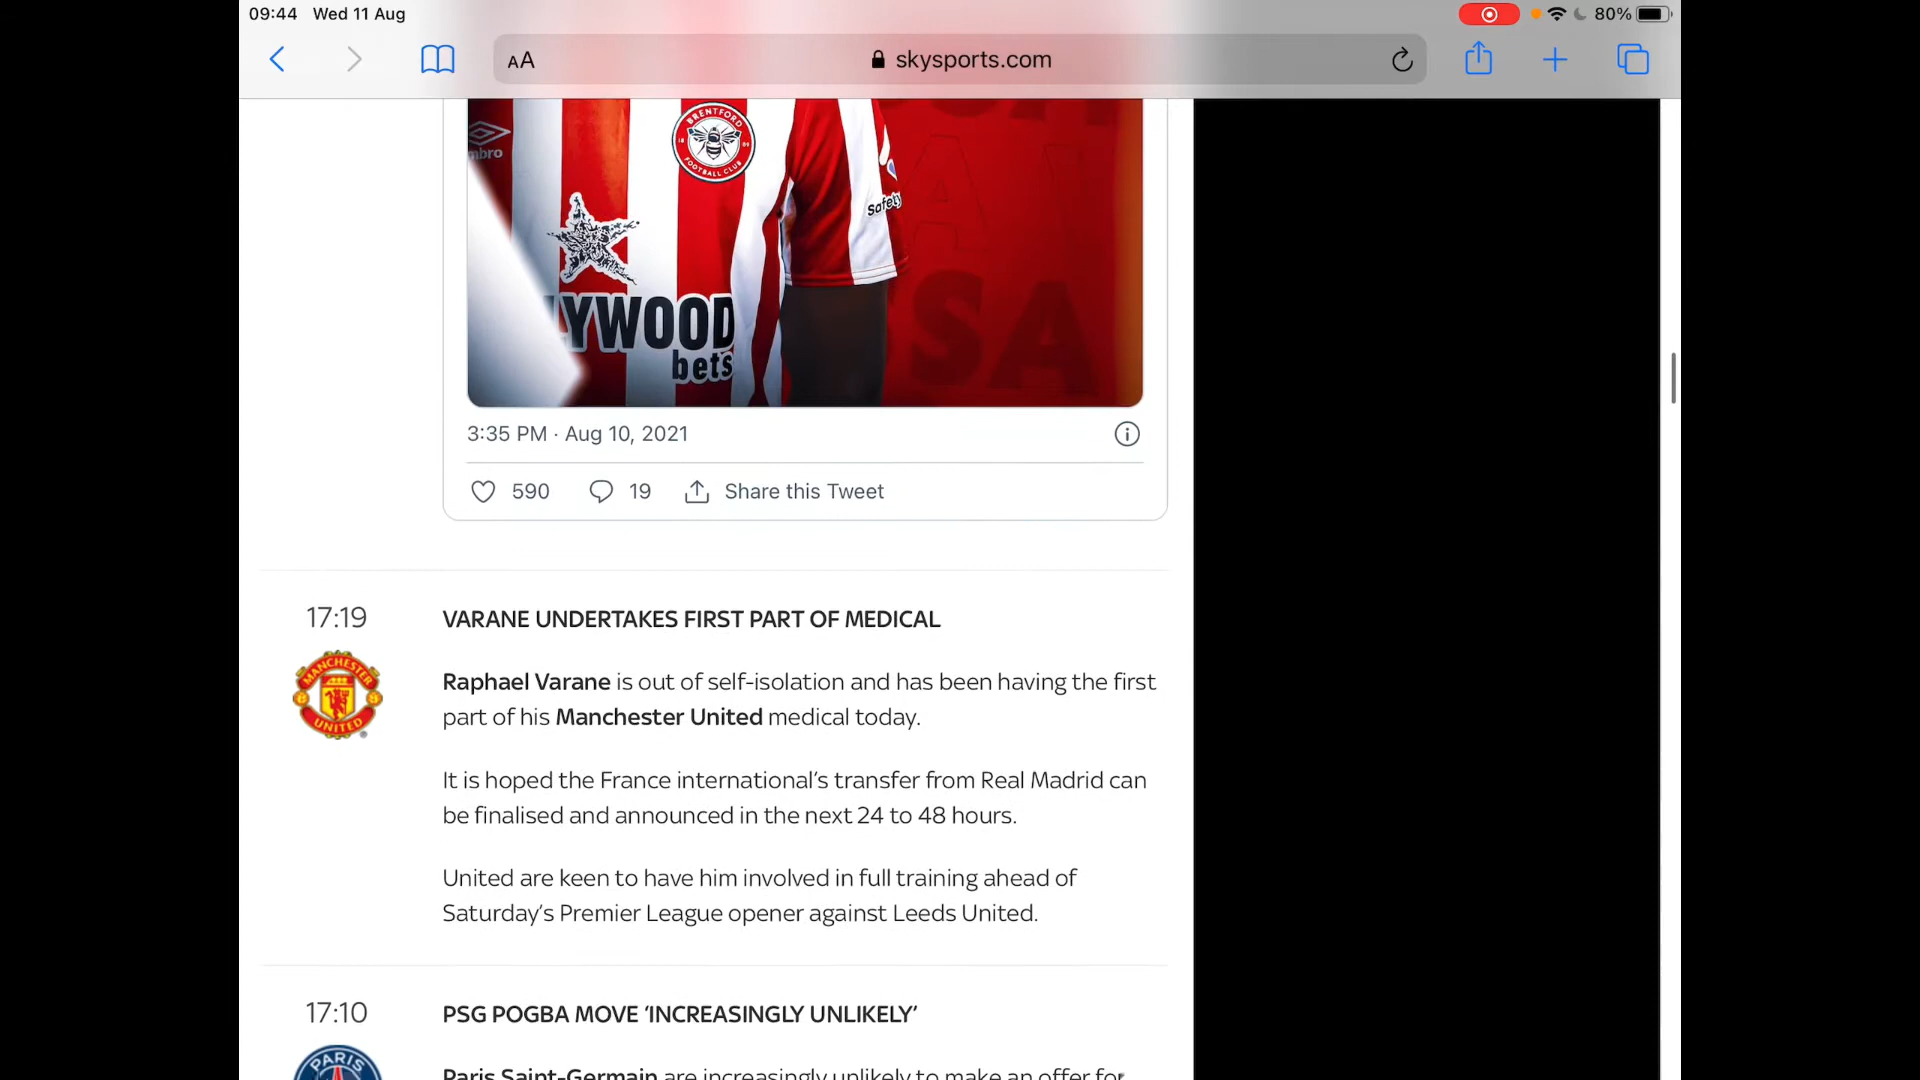 09:44 Wed 11 Aug
80%
AA
skysports.com
BRENTFORD
FOOTBALL CLUB
mbro
Safely
LYWOOD
bets
SA
3:35 PM · Aug 10, 2021
590 19 Share this Tweet
17:19 VARANE UNDERTAKES FIRST PART OF MEDICAL
MANCHESTER
UNITED
Raphael Varane is out of self-isolation and has been having the first
part of his Manchester United medical today.
It is hoped the France international's transfer from Real Madrid can
be finalised and announced in the next 24 to 48 hours.
United are keen to have him involved in full training ahead of
Saturday's Premier League opener against Leeds United.
17:10 PSG POGBA MOVE ‘INCREASINGLY UNLIKELY’
PARIS
Paris Saint-Germain are increasingly unlikely to make an offer for